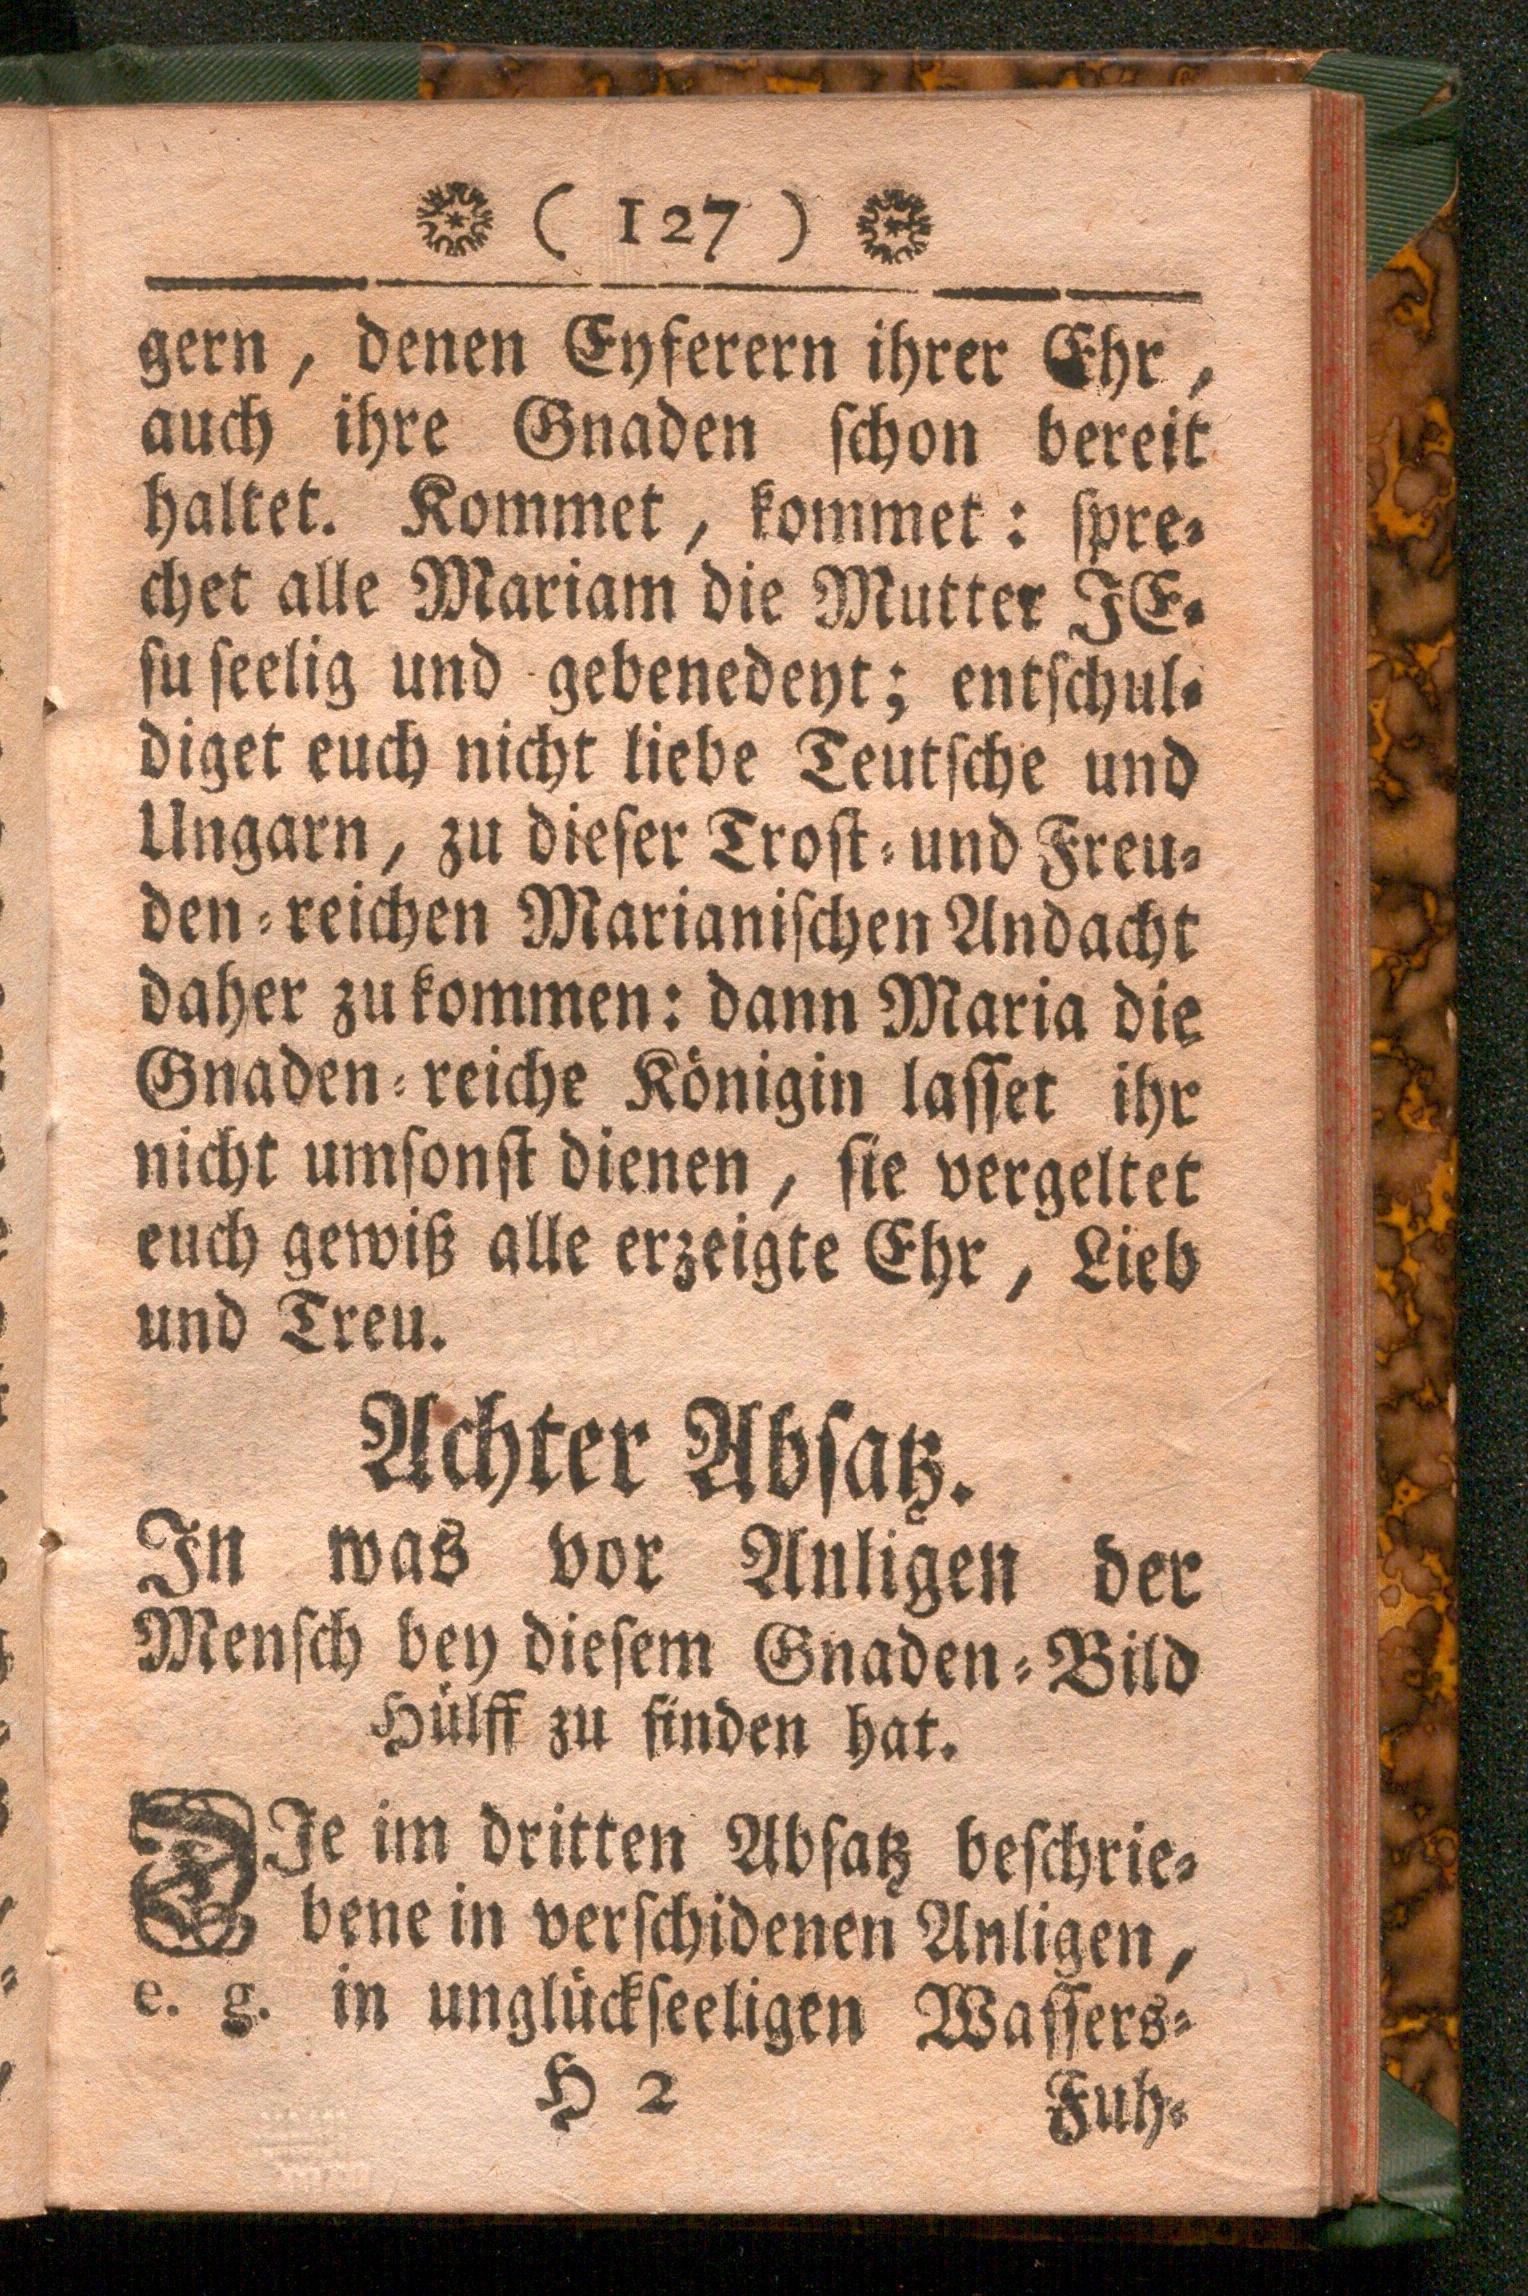 ( 127 )
gern, denen Eyferern ihrer Ehr,
auch ihre Gnaden ſchon bereit
haltet. Kommet, kommet: ſpre⸗
chet alle Mariam die Mutter JE⸗
ſu ſeelig und gebenedeyt; entſchul⸗
diget euch nicht liebe Teutſche und
Ungarn, zu dieſer Troſt⸗ und Freu⸗
den⸗reichen Marianiſchen Andacht
daher zu kommen: dann Maria die
Gnaden⸗reiche Königin laſſet ihr
nicht umſonſt dienen, ſie vergeltet
euch gewiß alle erzeigte Ehr, Lieb
und Treu.
Achter Abſatz.
In was vor Anligen der
Menſch bey dieſem Gnaden⸗Bild
Hülff zu finden hat.
DIe im dritten Abſatz beſchrie⸗
bene in verſchidenen Anligen,
e. g. in unglückſeeligen Waſſers⸗
H 2 Fuh⸗